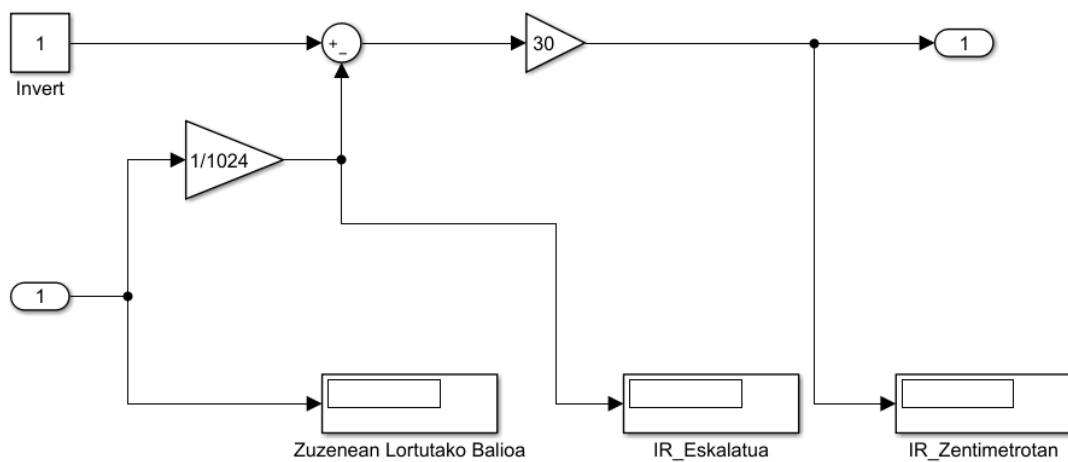 1
Invert
+
−
30
1
1/1024
1
Zuzenean Lortutako Balioa
IR_Eskalatua
IR_Zentimetrotan